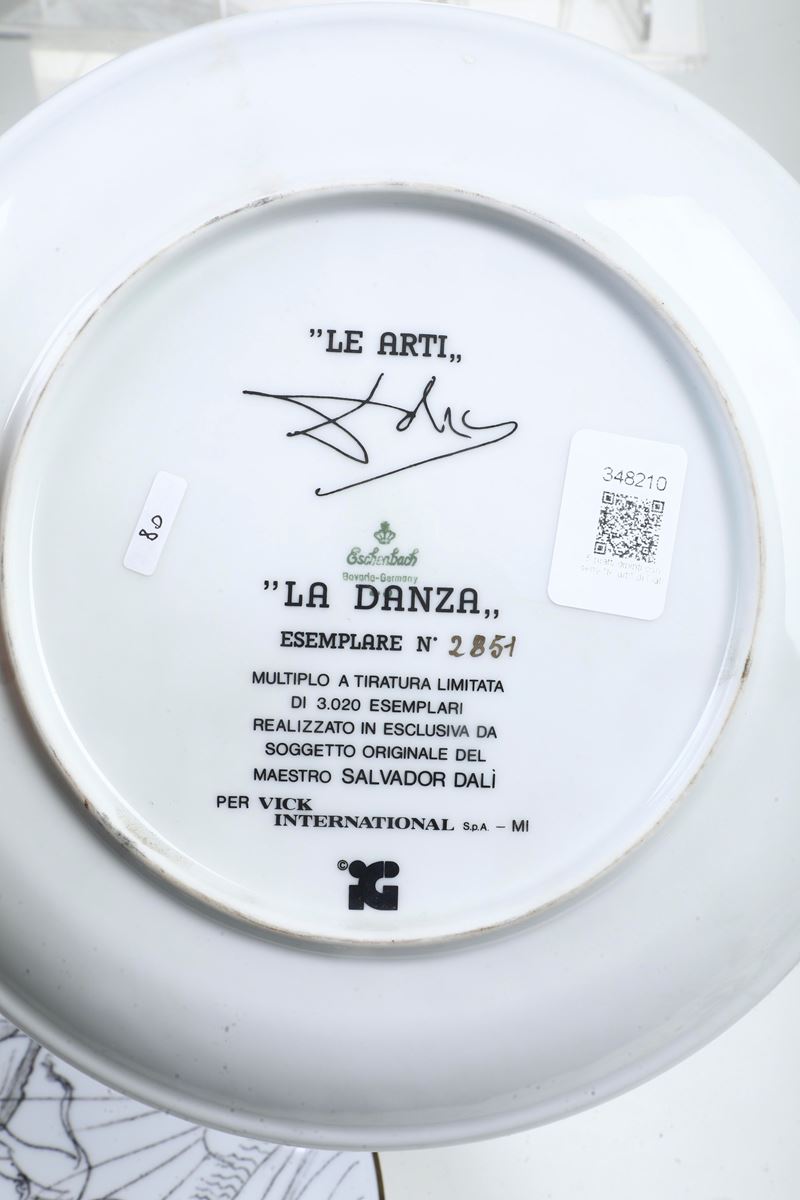 ”LE ARTI„
Dalí
80
348210
Eschenbach
Bavaria-Germany
”LA DANZA„
ESEMPLARE N° 2851
MULTIPLO A TIRATURA LIMITATA
DI 3.020 ESEMPLARI
REALIZZATO IN ESCLUSIVA DA
SOGGETTO ORIGINALE DEL
MAESTRO SALVADOR DALÌ
PER VICK
INTERNATIONAL S.p.A. – MI
©